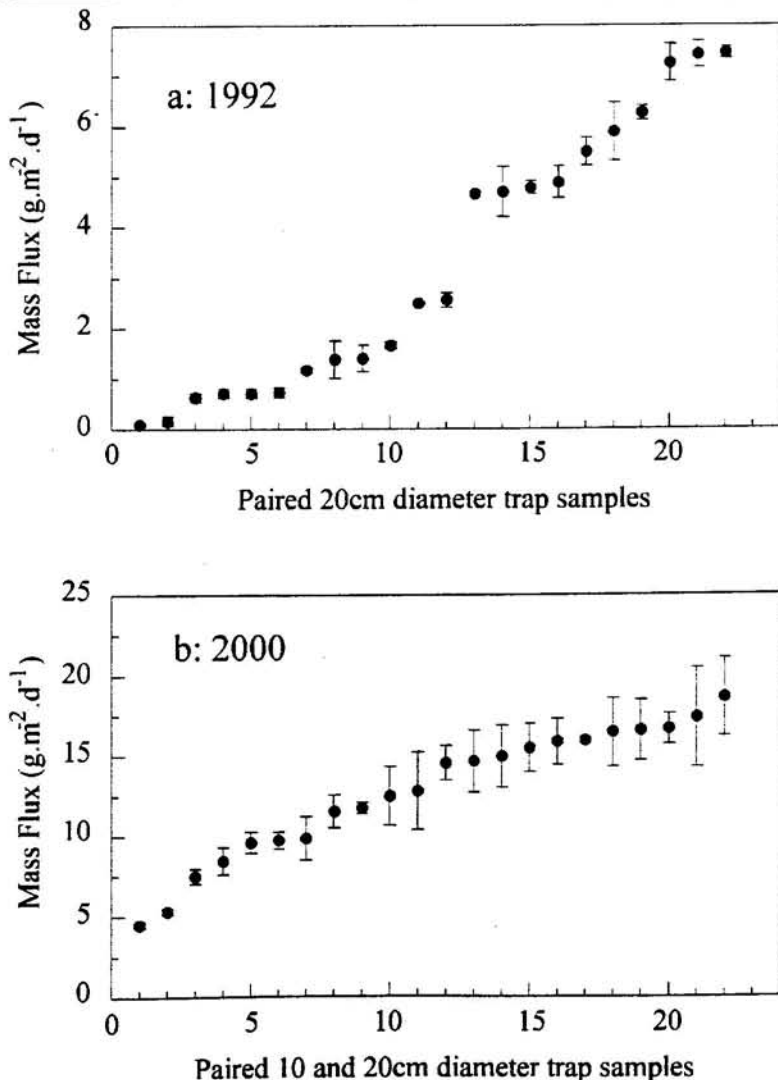 8
6
4
2
0
Mass Flux (g.m⁻².d⁻¹)
a: 1992
0 5 10 15 20
Paired 20cm diameter trap samples
25
20
15
10
5
0
Mass Flux (g.m⁻².d⁻¹)
b: 2000
0 5 10 15 20
Paired 10 and 20cm diameter trap samples